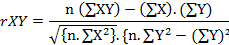 rXY = n (∑XY) − (∑X). (∑Y)
√{n.∑X²}.{n.∑Y² − (∑Y)²